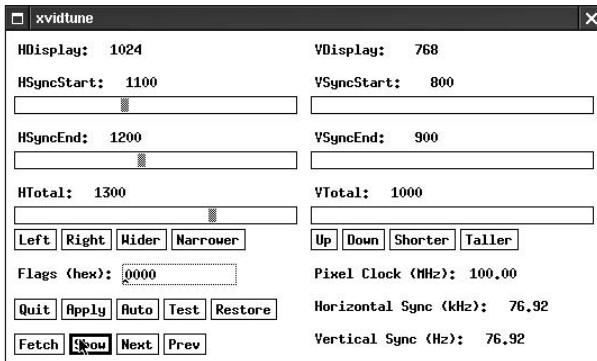 xvidtune
HDisplay: 1024 VDisplay: 768
HSyncStart: 1100 VSyncStart: 800
HSyncEnd: 1200 VSyncEnd: 900
HTotal: 1300 VTotal: 1000
Left Right Wider Narrower Up Down Shorter Taller
Flags (hex): 0000 Pixel Clock (MHz): 100.00
Quit Apply Auto Test Restore Horizontal Sync (kHz): 76.92
Fetch Show Next Prev Vertical Sync (Hz): 76.92